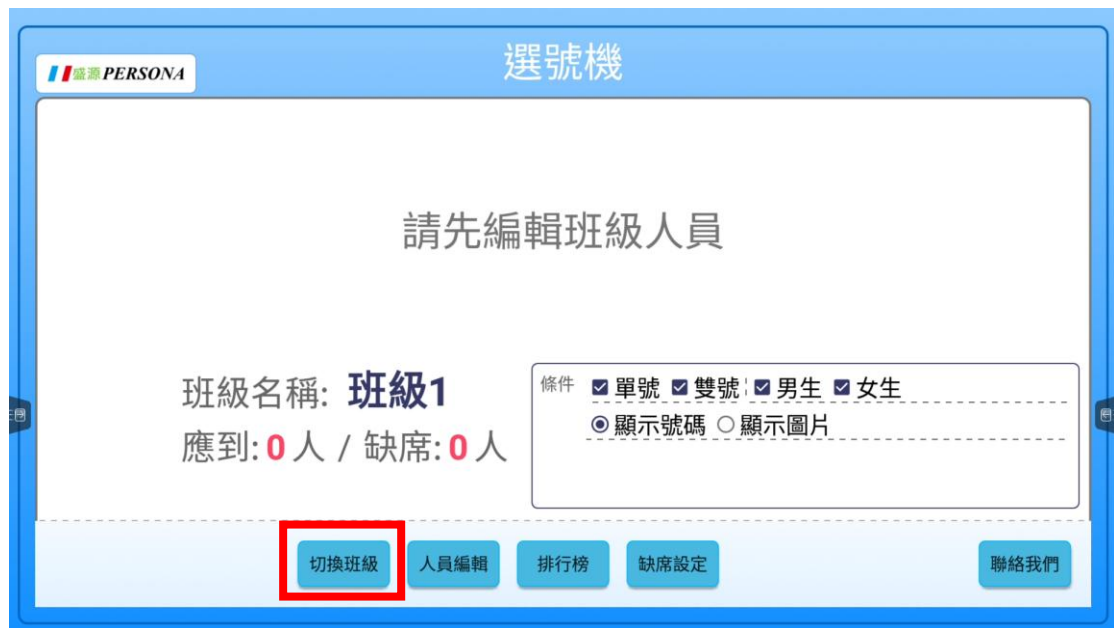 盛源 PERSONA
選號機
請先編輯班級人員
班級名稱: 班級1
應到: 0 人 / 缺席: 0 人
條件 單號 雙號 男生 女生
顯示號碼 顯示圖片
切換班級 人員編輯 排行榜 缺席設定 聯絡我們